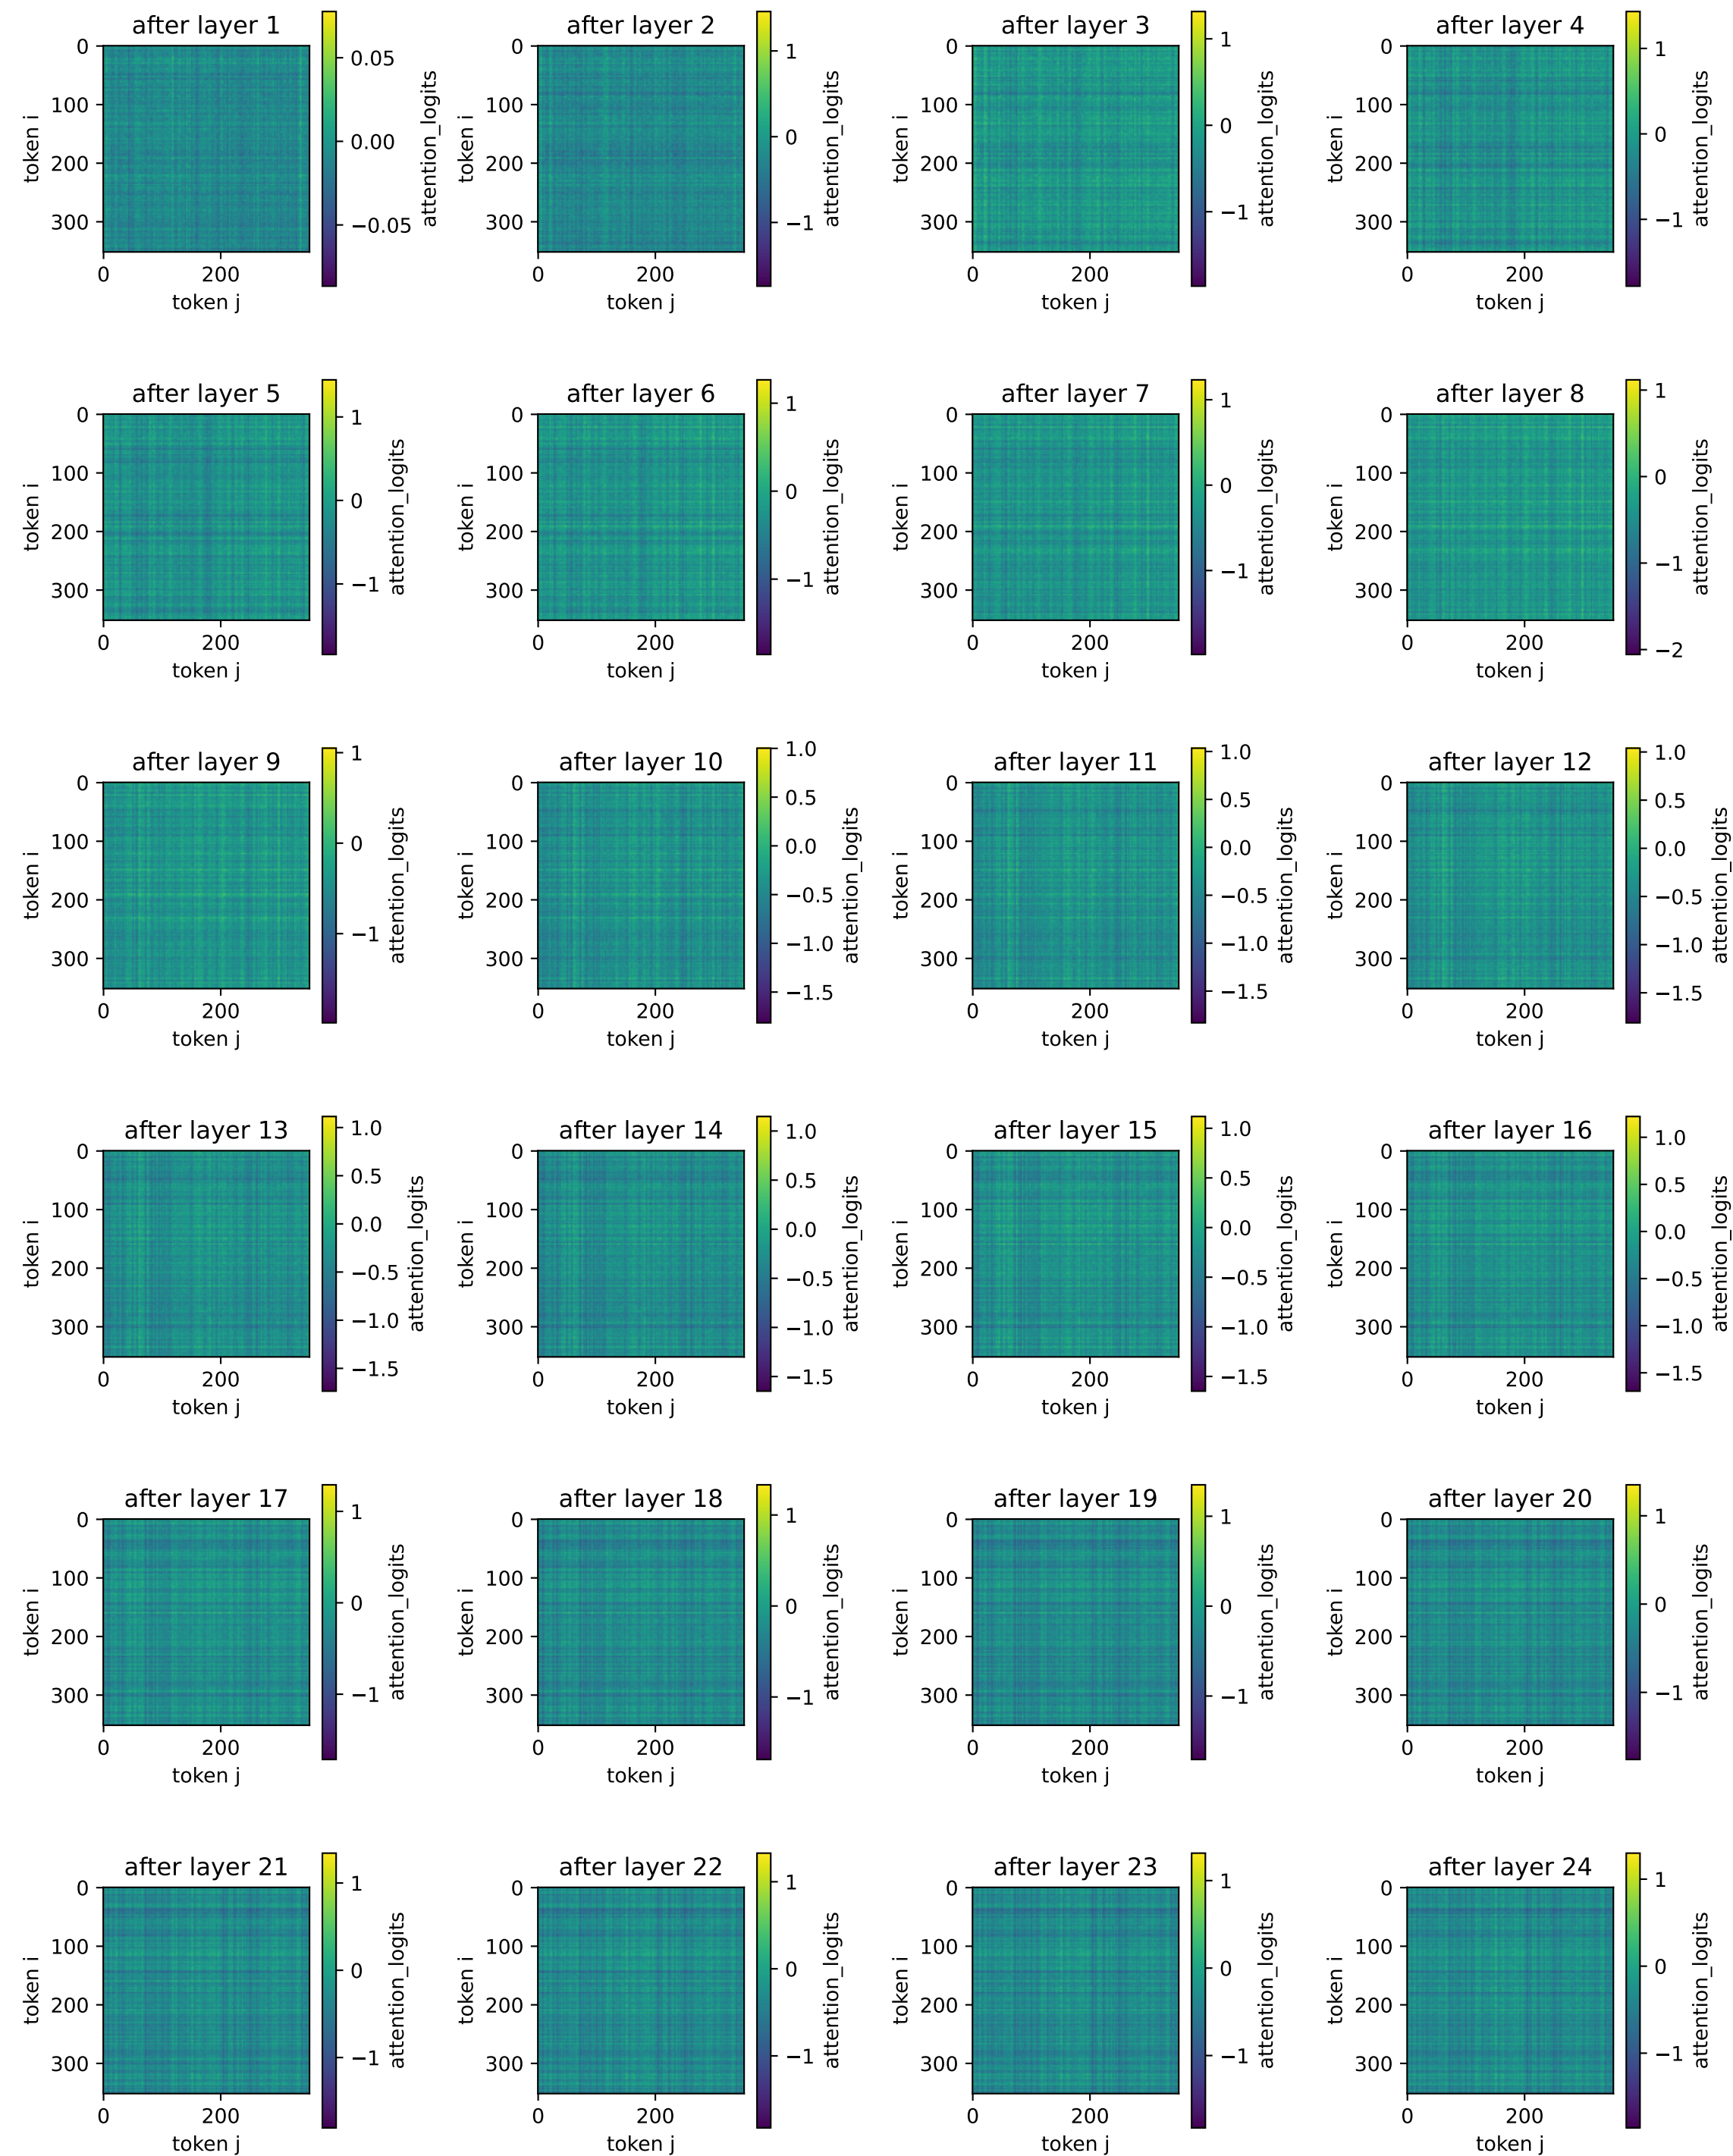 after layer 1
0
100
200
300
0 200
token i
token j
0.05
0.00
−0.05
attention_logits
after layer 2
0
100
200
300
0 200
token i
token j
1
0
−1
attention_logits
after layer 3
0
100
200
300
0 200
token i
token j
1
0
−1
attention_logits
after layer 4
0
100
200
300
0 200
token i
token j
1
0
−1
attention_logits
after layer 5
0
100
200
300
0 200
token i
token j
1
0
−1
attention_logits
after layer 6
0
100
200
300
0 200
token i
token j
1
0
−1
attention_logits
after layer 7
0
100
200
300
0 200
token i
token j
1
0
−1
attention_logits
after layer 8
0
100
200
300
0 200
token i
token j
1
0
−1
−2
attention_logits
after layer 9
0
100
200
300
0 200
token i
token j
1
0
−1
attention_logits
after layer 10
0
100
200
300
0 200
token i
token j
1.0
0.5
0.0
−0.5
−1.0
−1.5
attention_logits
after layer 11
0
100
200
300
0 200
token i
token j
1.0
0.5
0.0
−0.5
−1.0
−1.5
attention_logits
after layer 12
0
100
200
300
0 200
token i
token j
1.0
0.5
0.0
−0.5
−1.0
−1.5
attention_logits
after layer 13
0
100
200
300
0 200
token i
token j
1.0
0.5
0.0
−0.5
−1.0
−1.5
attention_logits
after layer 14
0
100
200
300
0 200
token i
token j
1.0
0.5
0.0
−0.5
−1.0
−1.5
attention_logits
after layer 15
0
100
200
300
0 200
token i
token j
1.0
0.5
0.0
−0.5
−1.0
−1.5
attention_logits
after layer 16
0
100
200
300
0 200
token i
token j
1.0
0.5
0.0
−0.5
−1.0
−1.5
attention_logits
after layer 17
0
100
200
300
0 200
token i
token j
1
0
−1
attention_logits
after layer 18
0
100
200
300
0 200
token i
token j
1
0
−1
attention_logits
after layer 19
0
100
200
300
0 200
token i
token j
1
0
−1
attention_logits
after layer 20
0
100
200
300
0 200
token i
token j
1
0
−1
attention_logits
after layer 21
0
100
200
300
0 200
token i
token j
1
0
−1
attention_logits
after layer 22
0
100
200
300
0 200
token i
token j
1
0
−1
attention_logits
after layer 23
0
100
200
300
0 200
token i
token j
1
0
−1
attention_logits
after layer 24
0
100
200
300
0 200
token i
token j
1
0
−1
attention_logits